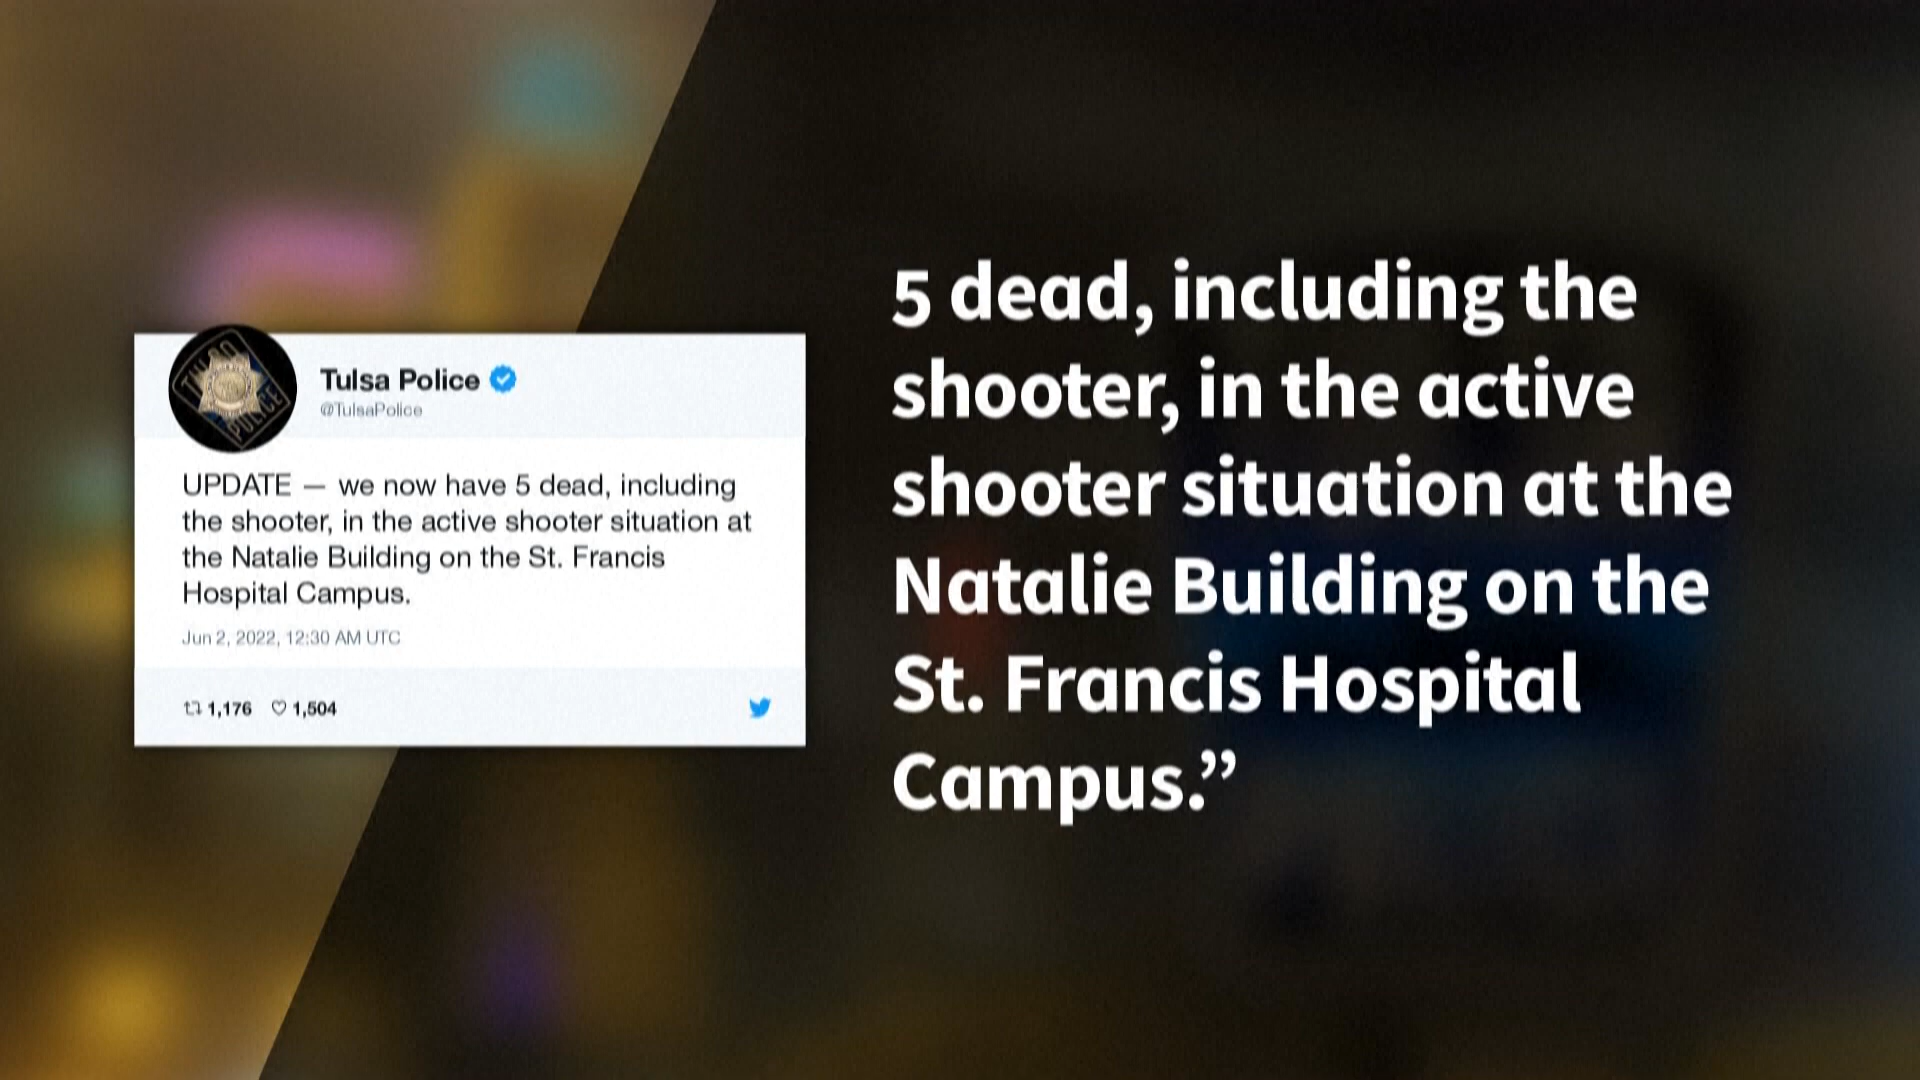 TULSA
POLICE
Tulsa Police
@TulsaPolice
UPDATE — we now have 5 dead, including
the shooter, in the active shooter situation at
the Natalie Building on the St. Francis
Hospital Campus.
Jun 2, 2022, 12:30 AM UTC
1,176 1,504
5 dead, including the
shooter, in the active
shooter situation at the
Natalie Building on the
St. Francis Hospital
Campus.”